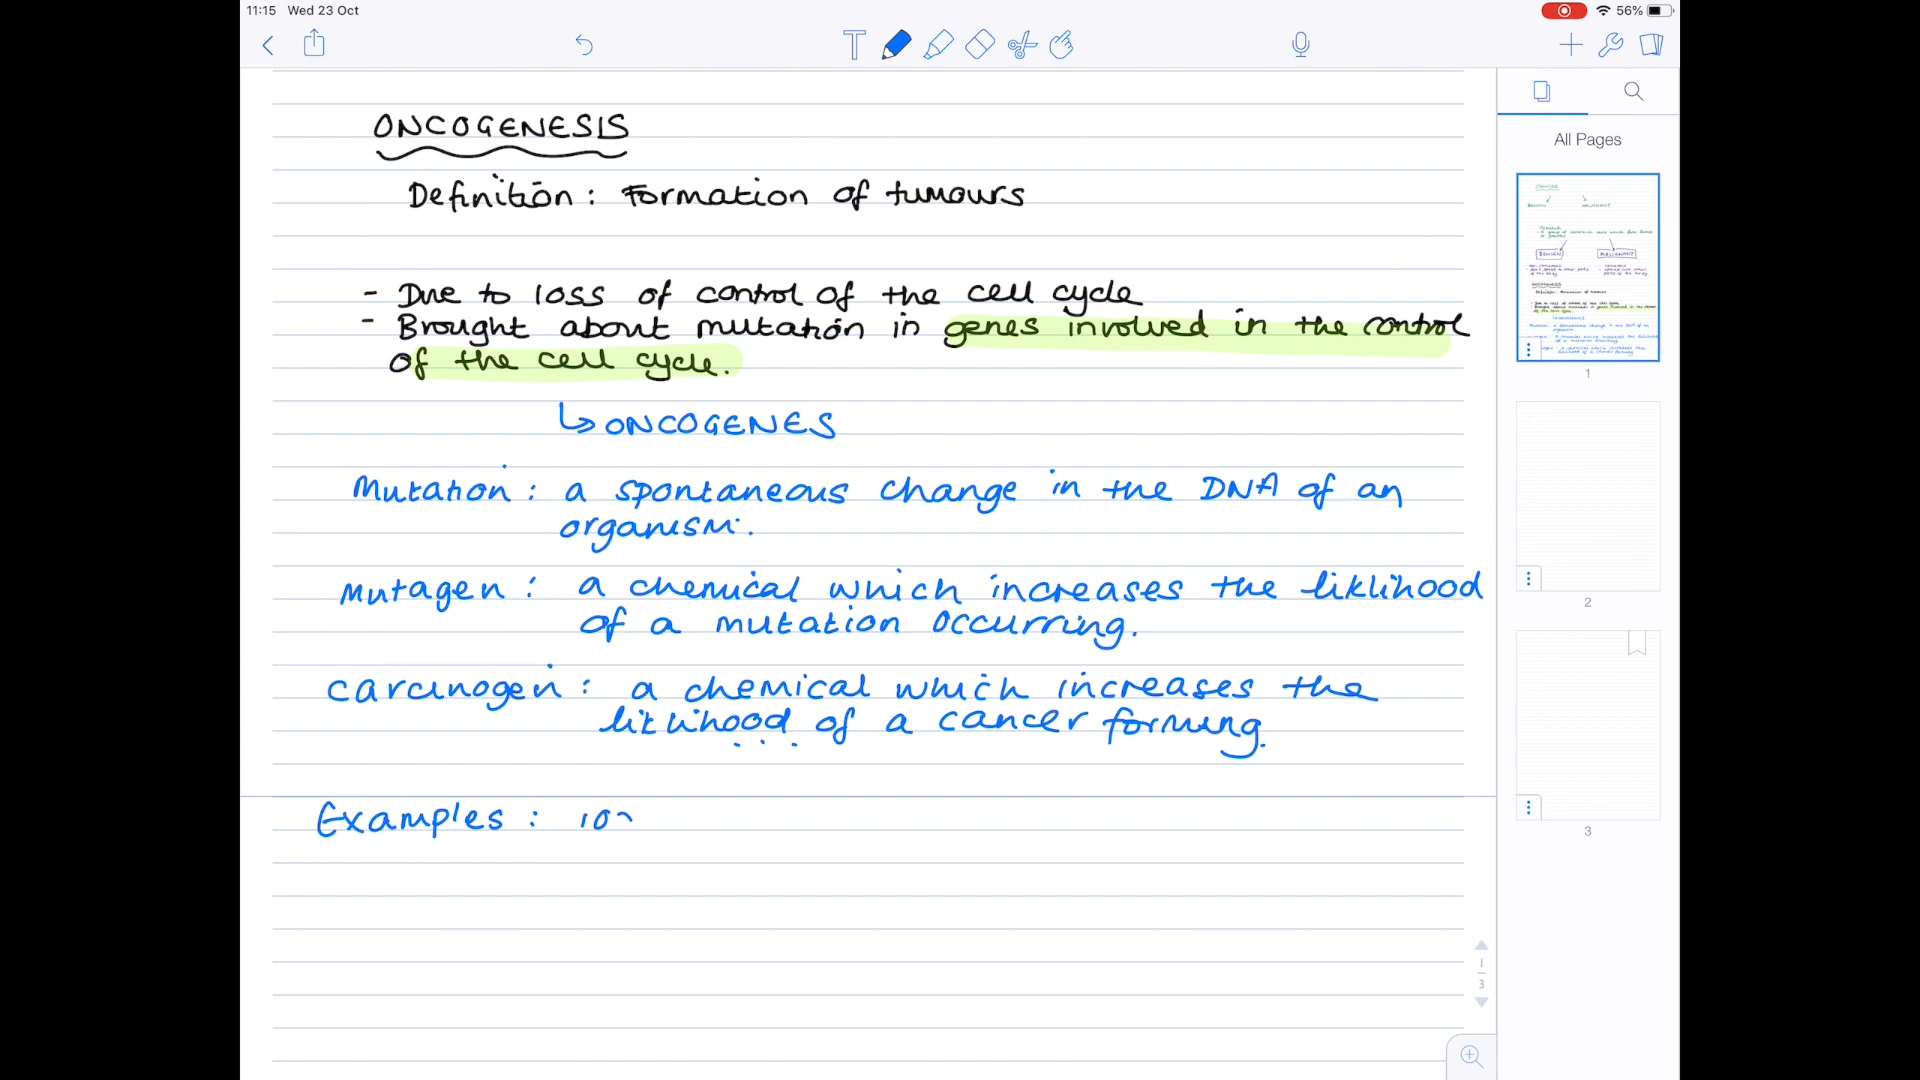 11:15 Wed 23 Oct
56%
ONCOGENESIS
Definition: Formation of tumours
- Due to loss of control of the cell cycle
- Brought about mutation in genes involved in the control
of the cell cycle.
↳ ONCOGENES
Mutation: a spontaneous change in the DNA of an
organism.
Mutagen: a chemical which increases the liklihood
of a mutation occurring.
Carcinogen: a chemical which increases the
liklihood of a cancer forming.
Examples:
All Pages
1
2
3
1
3